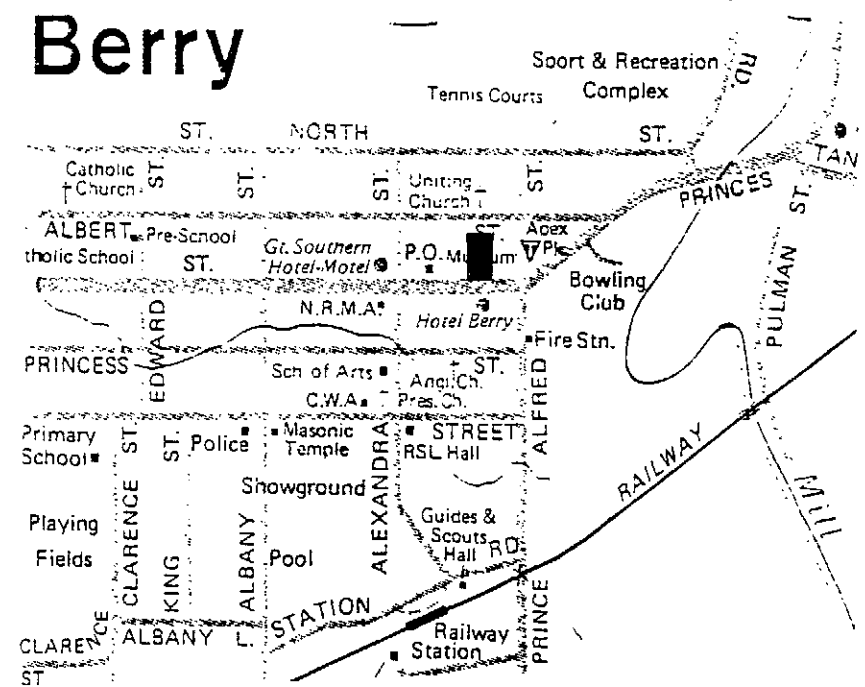 Berry
Sport & Recreation
Complex
RD.
Tennis Courts
ST. NORTH ST.
TAN
Catholic
Church
ST.
ST.
ST.
Uniting
Church
ST.
PRINCES
ALBERT
Pre-School
tholic School
ST.
Gt. Southern
Hotel-Motel
P.O.
ST.
Apex
Pk.
Bowling
Club
PULMAN ST.
N.R.M.A.
Hotel Berry
Fire Stn.
EDWARD
PRINCESS ST.
Sch of Arts
C.W.A.
Angl. Ch.
Pres. Ch.
ALFRED
Primary
School
ST.
ST.
Police
Masonic
Temple
ALEXANDRA
STREET
RSL Hall
RAILWAY
Mill
Showground
Playing
Fields
CLARENCE
KING
ALBANY
Pool
Guides &
Scouts
Hall
RD
STATION
CLARENCE
ST
ALBANY L.
Railway
Station
PRINCE